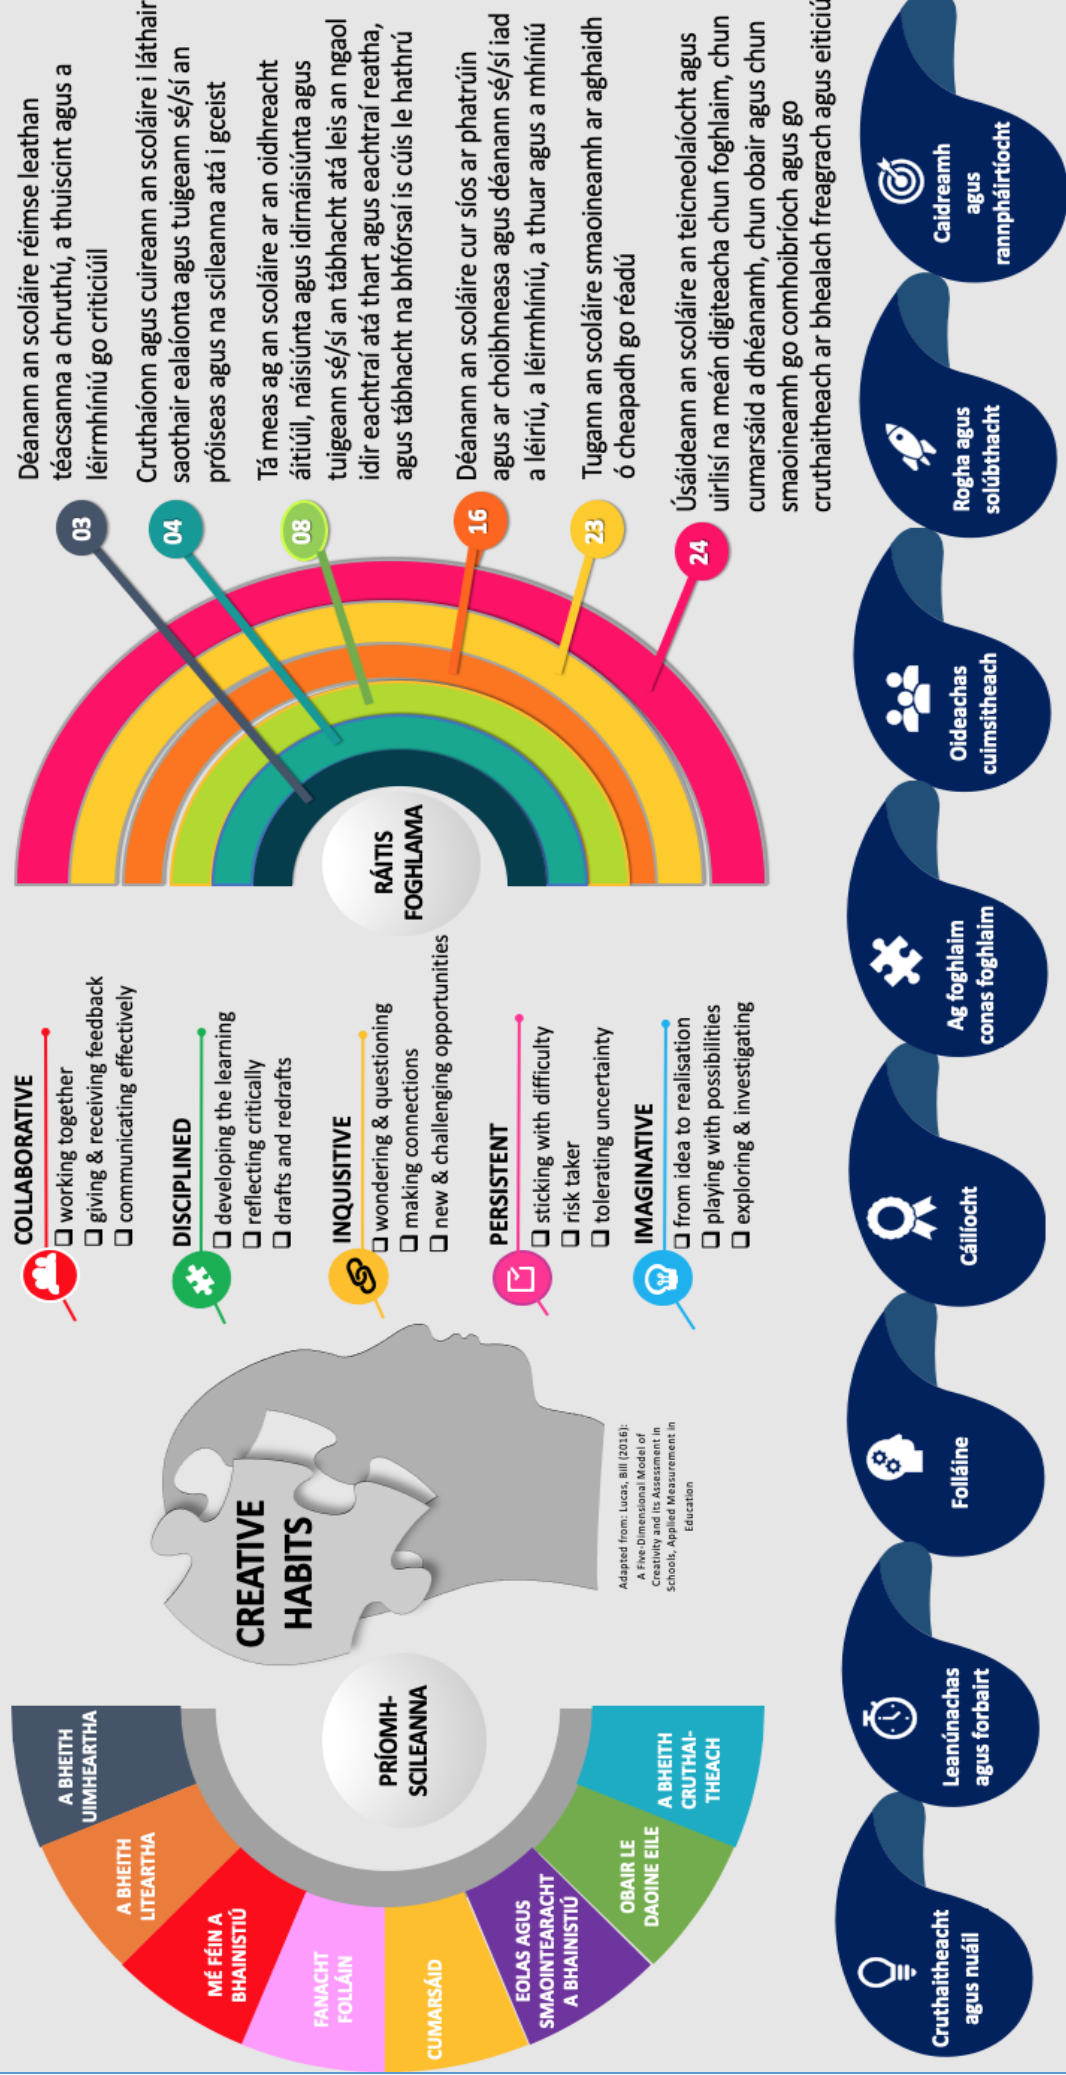 A BHEITH
UIMHEARTHA
A BHEITH
LITEARTHA
MÉ FÉIN A
BHAINISTIÚ
FANACHT
FOLLÁIN
CUMARSÁID
EOLAS AGUS
SMAOINTEARACHT
A BHAINISTIÚ
OBAIR LE
DAOINE EILE
A BHEITH
CRUTHAI-
THEACH
PRÍOMH-
SCILEANNA
CREATIVE
HABITS
Adapted from: Lucas, Bill (2016):
A Five-Dimensional Model of
Creativity and its Assessment in
Schools, Applied Measurement in
Education
COLLABORATIVE
❑ working together
❑ giving & receiving feedback
❑ communicating effectively
DISCIPLINED
❑ developing the learning
❑ reflecting critically
❑ drafts and redrafts
INQUISITIVE
❑ wondering & questioning
❑ making connections
❑ new & challenging opportunities
PERSISTENT
❑ sticking with difficulty
❑ risk taker
❑ tolerating uncertainty
IMAGINATIVE
❑ from idea to realisation
❑ playing with possibilities
❑ exploring & investigating
RÁITIS
FOGHLAMA
03
Déanann an scoláire réimse leathan
téacsanna a chruthú, a thuiscint agus a
léirmhíniú go criticiúil
04
Cruthaíonn agus cuireann an scoláire i láthair
saothair ealaíonta agus tuigeann sé/sí an
próiseas agus na scileanna atá i gceist
08
Tá meas ag an scoláire ar an oidhreacht
áitiúil, náisiúnta agus idirnáisiúnta agus
tuigeann sé/sí an tábhacht atá leis an ngaol
idir eachtraí atá thart agus eachtraí reatha,
agus tábhacht na bhfórsaí is cúis le hathrú
16
Déanann an scoláire cur síos ar phatrúin
agus ar choibhneasa agus déanann sé/sí iad
a léiriú, a léirmhíniú, a thuar agus a mhíniú
23
Tugann an scoláire smaoineamh ar aghaidh
ó cheapadh go réadú
24
Úsáideann an scoláire an teicneolaíocht agus
uirlisí na meán digiteacha chun foghlaim, chun
cumarsáid a dhéanamh, chun obair agus chun
smaoineamh go comhoibríoch agus go
cruthaitheach ar bhealach freagrach agus eiticiú
Cruthaitheacht
agus nuáil
Leanúnachas
agus forbairt
Folláine
Cáilíocht
Ag foghlaim
conas foghlaim
Oideachas
cuimsitheach
Rogha agus
solúbthacht
Caidreamh
agus
rannpháirtíocht